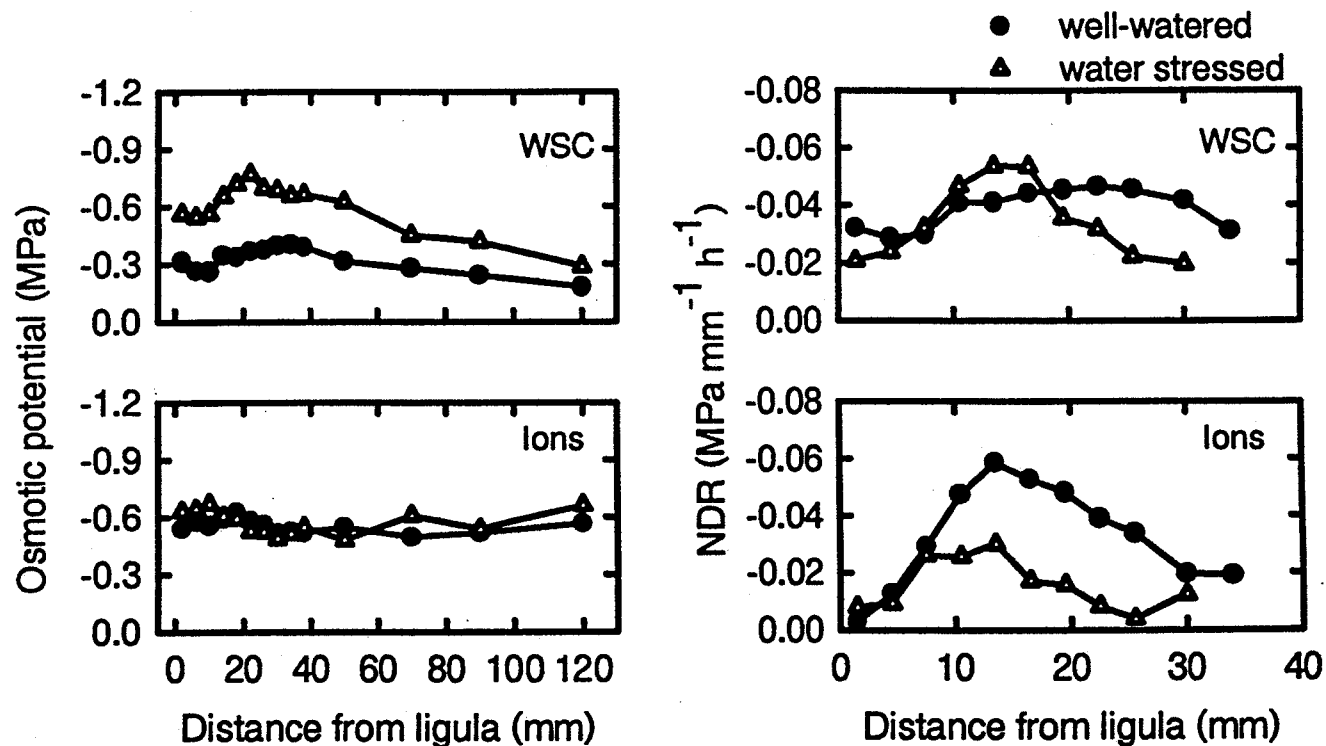 well-watered
water stressed
Osmotic potential (MPa)
-1.2
-0.9
-0.6
-0.3
0.0
WSC
-1.2
-0.9
-0.6
-0.3
0.0
Ions
0 20 40 60 80 100 120
Distance from ligula (mm)
NDR (MPa mm⁻¹ h⁻¹)
-0.08
-0.06
-0.04
-0.02
0.00
WSC
-0.08
-0.06
-0.04
-0.02
0.00
Ions
0 10 20 30 40
Distance from ligula (mm)